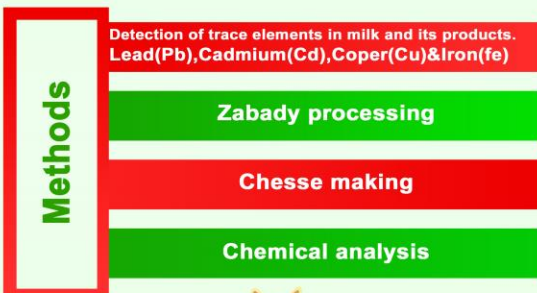 Methods
Detection of trace elements in milk and its products.
Lead(Pb),Cadmium(Cd),Coper(Cu)&Iron(fe)
Zabady processing
Chesse making
Chemical analysis